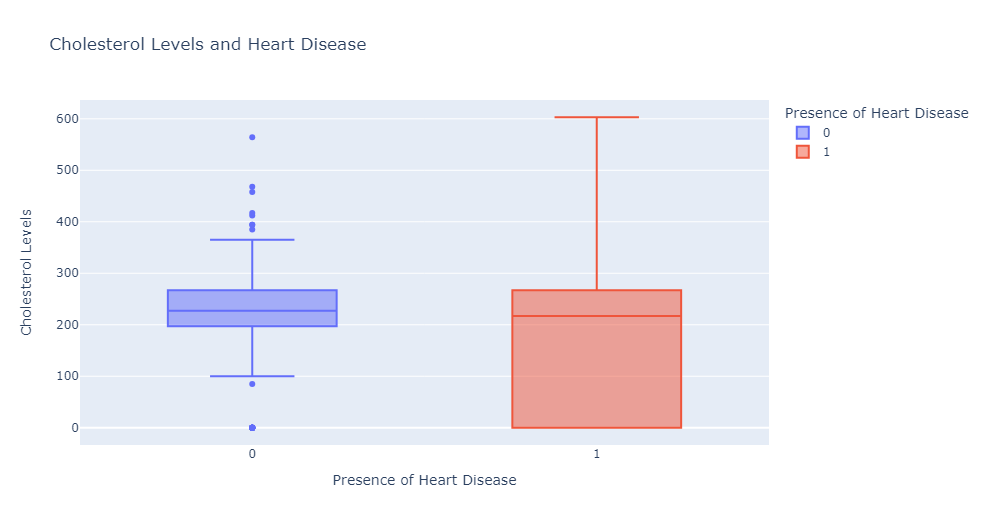 Cholesterol Levels and Heart Disease
Presence of Heart Disease
0
1
Cholesterol Levels
600
500
400
300
200
100
0
0
1
Presence of Heart Disease